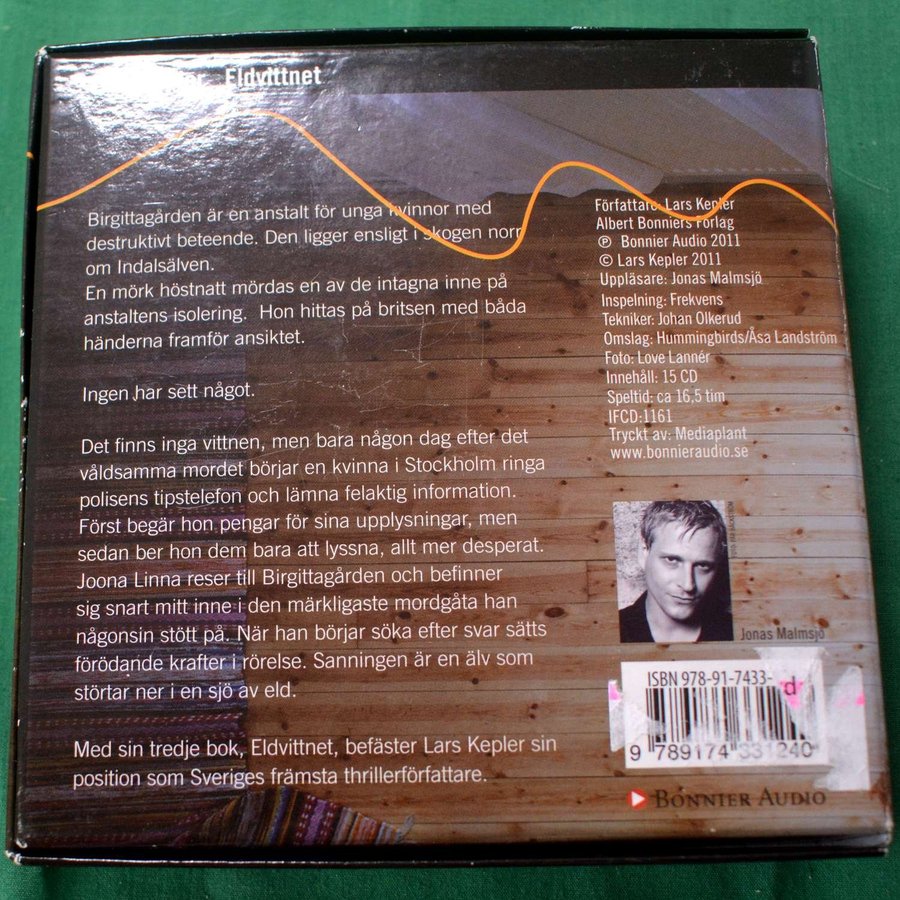 Eldvittnet
Birgittagården är en anstalt för unga kvinnor med
destruktivt beteende. Den ligger ensligt i skogen norr
om Indalsälven.
En mörk höstnatt mördas en av de intagna inne på
anstaltens isolering. Hon hittas på britsen med båda
händerna framför ansiktet.
Ingen har sett något.
Det finns inga vittnen, men bara någon dag efter det
våldsamma mordet börjar en kvinna i Stockholm ringa
polisens tipstelefon och lämna felaktig information.
Först begär hon pengar för sina upplysningar, men
sedan ber hon dem bara att lyssna, allt mer desperat.
Joona Linna reser till Birgittagården och befinner
sig snart mitt inne i den märkligaste mordgåta han
någonsin stött på. När han börjar söka efter svar sätts
förödande krafter i rörelse. Sanningen är en älv som
störtar ner i en sjö av eld.
Med sin tredje bok, Eldvittnet, befäster Lars Kepler sin
position som Sveriges främsta thrillerförfattare.
Författare: Lars Kepler
Albert Bonniers Förlag
℗ Bonnier Audio 2011
© Lars Kepler 2011
Uppläsare: Jonas Malmsjö
Inspelning: Frekvens
Tekniker: Johan Olkerud
Omslag: Hummingbirds/Åsa Landström
Foto: Love Lannér
Innehåll: 15 CD
Speltid: ca 16,5 tim
IFCD:1161
Tryckt av: Mediaplant
www.bonnieraudio.se
Jonas Malmsjö
ISBN 978-91-7433-
d
9 789174 331240
BONNIER AUDIO